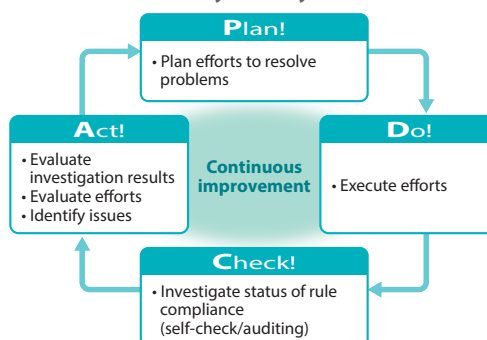 Plan!
• Plan efforts to resolve
problems
Act!
• Evaluate
investigation results
• Evaluate efforts
• Identify issues
Continuous
improvement
Do!
• Execute efforts
Check!
• Investigate status of rule
compliance
(self-check/auditing)